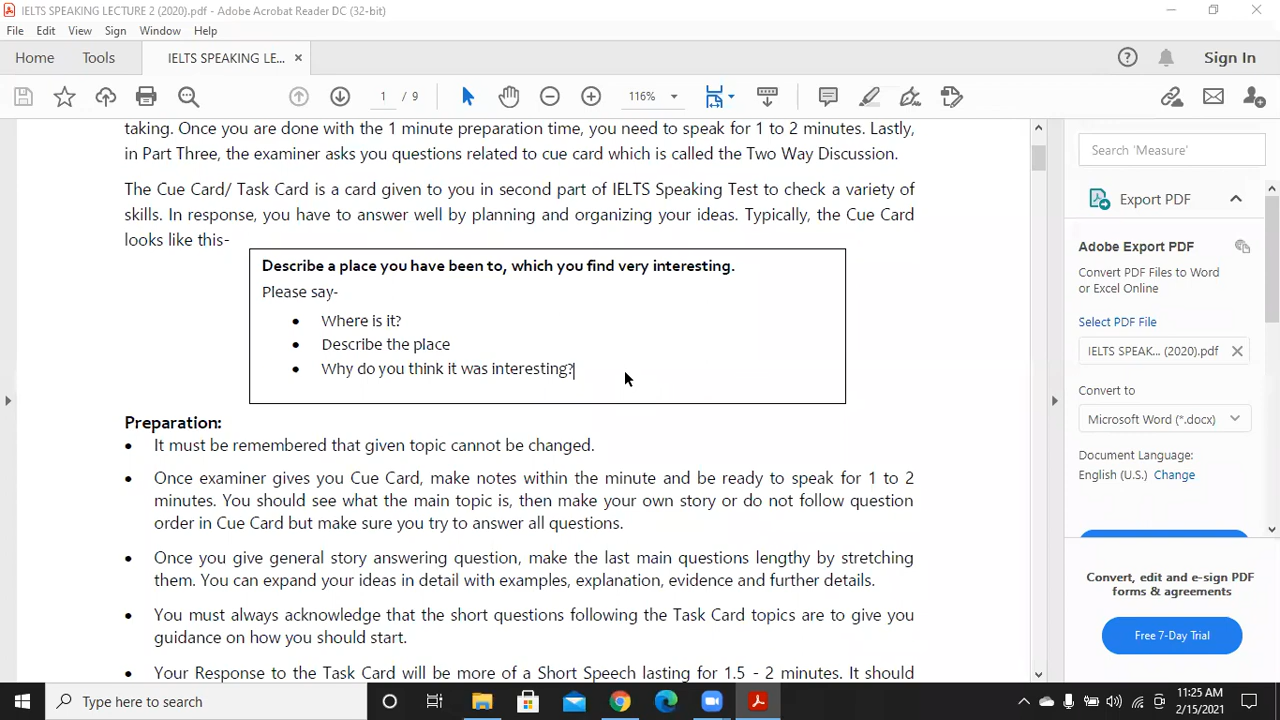 IELTS SPEAKING LECTURE 2 (2020).pdf - Adobe Acrobat Reader DC (32-bit)
File Edit View Sign Window Help
Home Tools IELTS SPEAKING LE... × Sign In
1 / 9 116%
taking. Once you are done with the 1 minute preparation time, you need to speak for 1 to 2 minutes. Lastly,
in Part Three, the examiner asks you questions related to cue card which is called the Two Way Discussion.
The Cue Card/ Task Card is a card given to you in second part of IELTS Speaking Test to check a variety of
skills. In response, you have to answer well by planning and organizing your ideas. Typically, the Cue Card
looks like this-
Describe a place you have been to, which you find very interesting.
Please say-
• Where is it?
• Describe the place
• Why do you think it was interesting?
Preparation:
• It must be remembered that given topic cannot be changed.
• Once examiner gives you Cue Card, make notes within the minute and be ready to speak for 1 to 2
minutes. You should see what the main topic is, then make your own story or do not follow question
order in Cue Card but make sure you try to answer all questions.
• Once you give general story answering question, make the last main questions lengthy by stretching
them. You can expand your ideas in detail with examples, explanation, evidence and further details.
• You must always acknowledge that the short questions following the Task Card topics are to give you
guidance on how you should start.
• Your Response to the Task Card will be more of a Short Speech lasting for 1.5 - 2 minutes. It should
Search 'Measure'
Export PDF
Adobe Export PDF
Convert PDF Files to Word
or Excel Online
Select PDF File
IELTS SPEAK... (2020).pdf
Convert to
Microsoft Word (*.docx)
Document Language:
English (U.S.) Change
Convert, edit and e-sign PDF
forms & agreements
Free 7-Day Trial
Type here to search
11:25 AM
2/15/2021